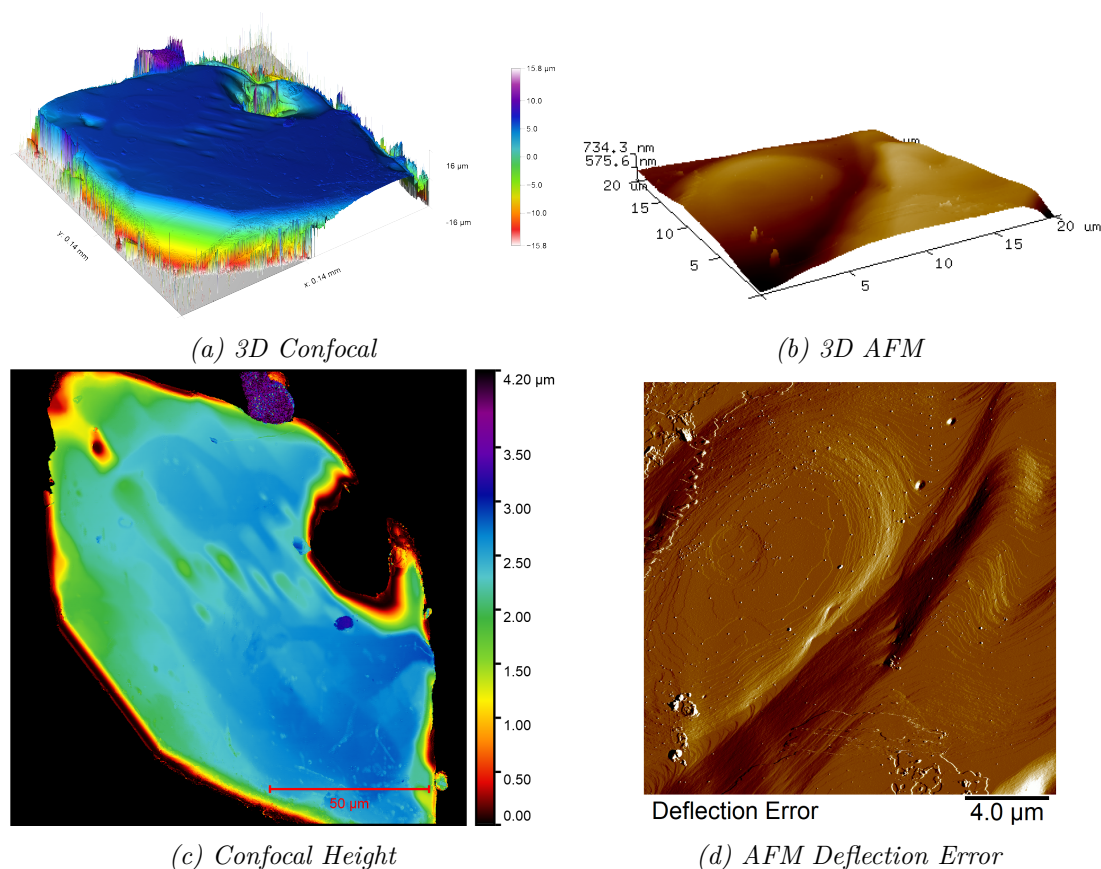 15.8 µm
10.0
5.0
0.0
−5.0
−10.0
−15.8
16 µm
-16 µm
y: 0.14 mm
x: 0.14 mm
(a) 3D Confocal
734.3 nm
575.6 nm
um
20 um
15
10
5
20 um
15
10
5
(b) 3D AFM
4.20 µm
3.50
3.00
2.50
2.00
1.50
1.00
0.50
0.00
50 µm
(c) Confocal Height
Deflection Error
4.0 µm
(d) AFM Deflection Error